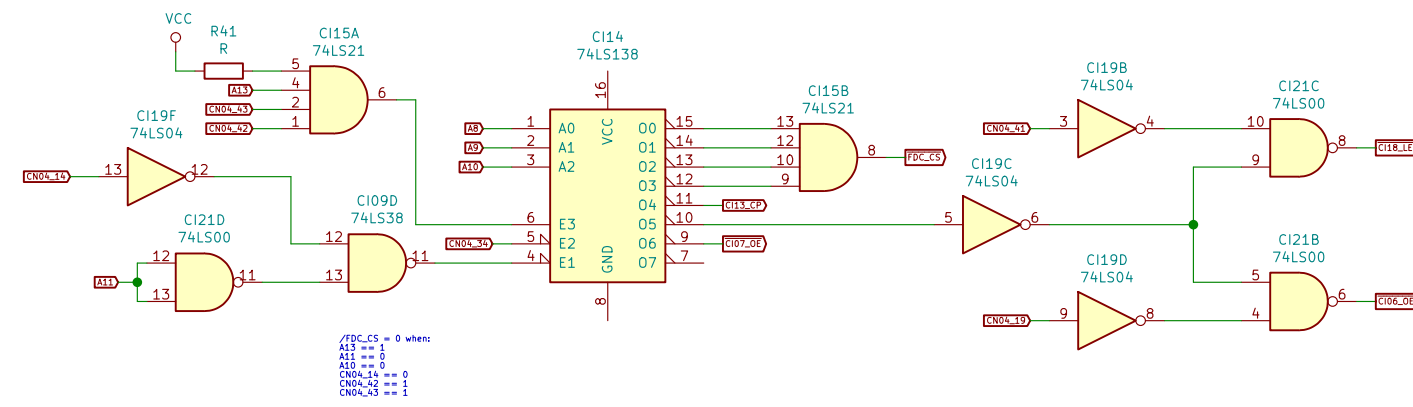 VCC
R41
R
CI15A
74LS21
5
4
2
1
6
A13
CN04_43
CN04_42
CI19F
74LS04
CN04_14
13
12
CI21D
74LS00
A11
12
13
11
CI09D
74LS38
12
13
11
CI14
74LS138
16
VCC
A8
1
A0
A9
2
A1
A10
3
A2
6
E3
CN04_34
5
E2
4
E1
GND
8
O0
15
O1
14
O2
13
O3
12
O4
11
CI13_CP
O5
10
O6
9
CI07_OE
O7
7
CI15B
74LS21
13
12
10
9
8
FDC_CS
CI19C
74LS04
5
6
CI19B
74LS04
CN04_41
3
4
CI21C
74LS00
10
9
8
CI18_LE
CI19D
74LS04
CN04_19
9
8
CI21B
74LS00
5
4
6
CI06_OE
/FDC_CS = 0 when:
A13 == 1
A11 == 0
A10 == 0
CN04_14 == 0
CN04_42 == 1
CN04_43 == 1